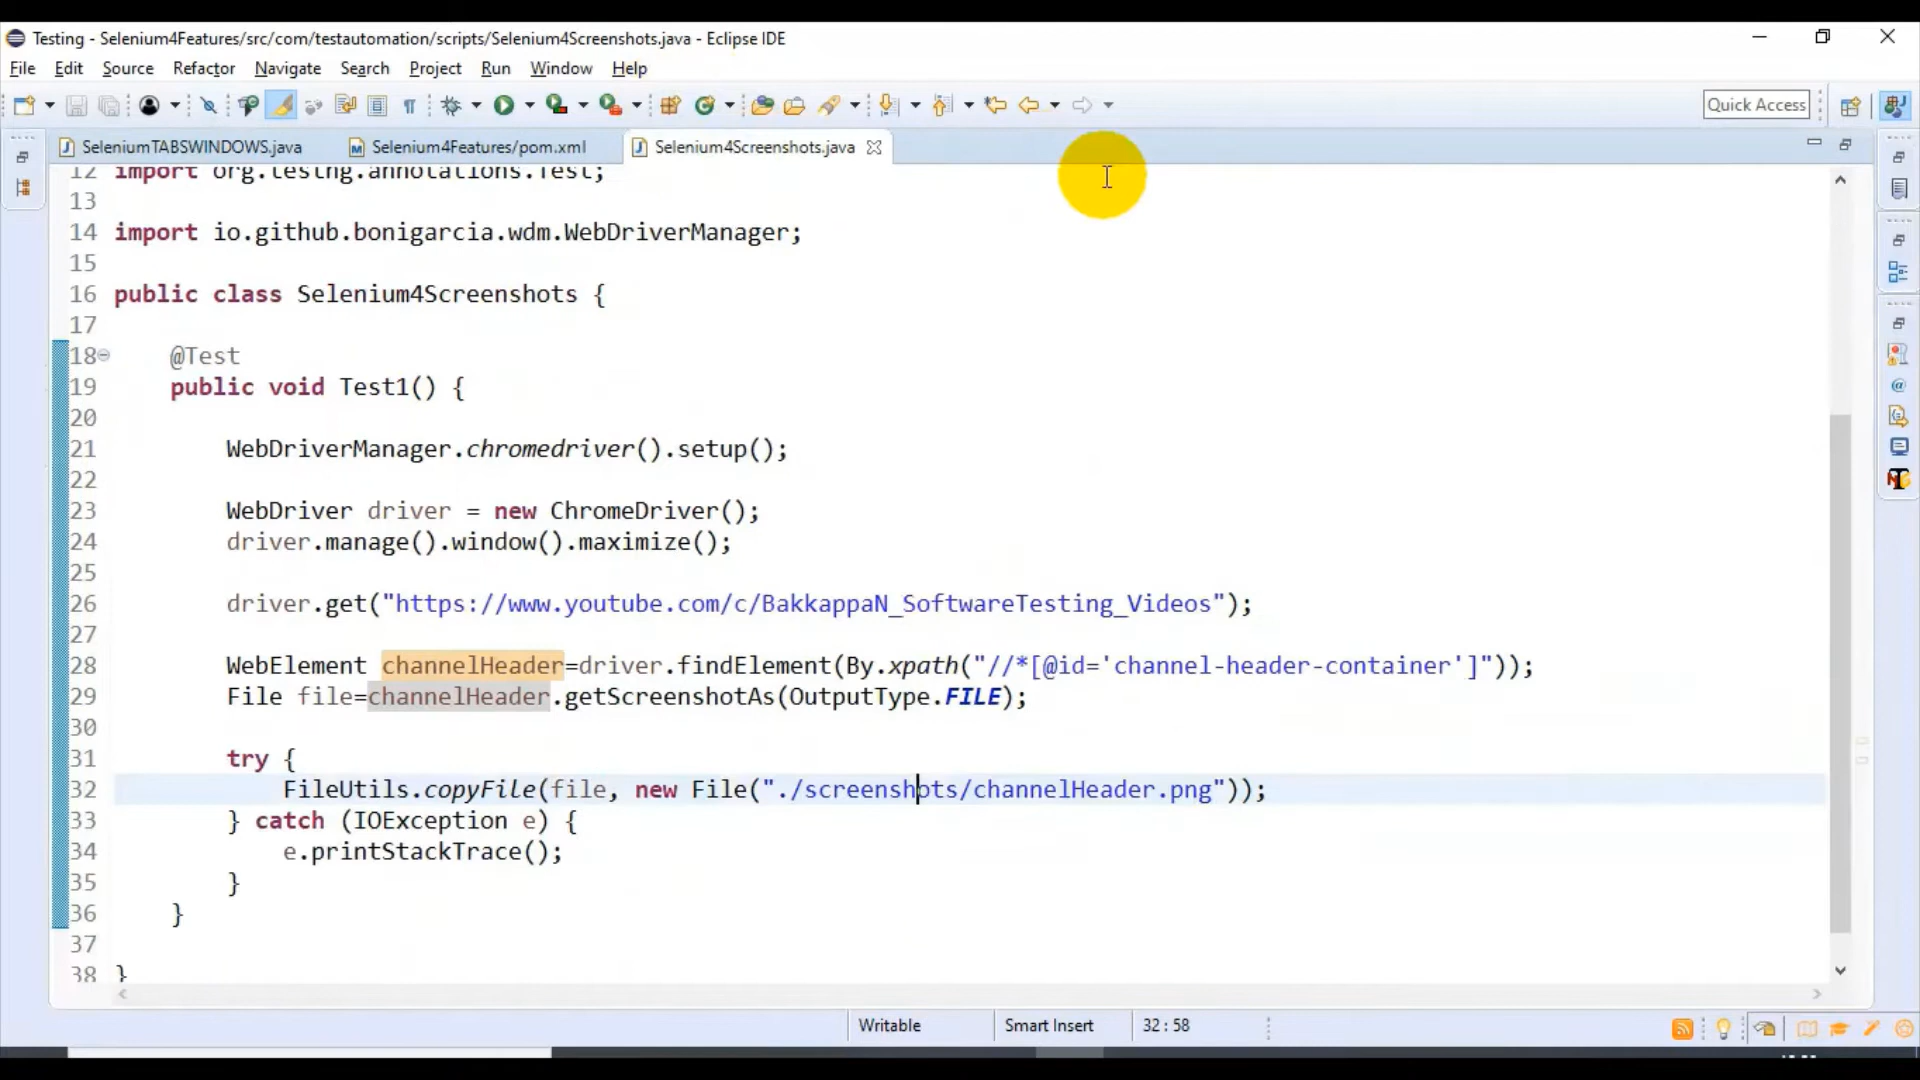 Testing - Selenium4Features/src/com/testautomation/scripts/Selenium4Screenshots.java - Eclipse IDE
File Edit Source Refactor Navigate Search Project Run Window Help
Quick Access
SeleniumTABSWINDOWS.java Selenium4Features/pom.xml Selenium4Screenshots.java
12 import org.testng.annotations.Test;
13
14 import io.github.bonigarcia.wdm.WebDriverManager;
15
16 public class Selenium4Screenshots {
17
18 @Test
19 public void Test1() {
20
21 WebDriverManager.chromedriver().setup();
22
23 WebDriver driver = new ChromeDriver();
24 driver.manage().window().maximize();
25
26 driver.get("https://www.youtube.com/c/BakkappaN_SoftwareTesting_Videos");
27
28 WebElement channelHeader=driver.findElement(By.xpath("//*[@id='channel-header-container']"));
29 File file=channelHeader.getScreenshotAs(OutputType.FILE);
30
31 try {
32 FileUtils.copyFile(file, new File("./screenshots/channelHeader.png"));
33 } catch (IOException e) {
34 e.printStackTrace();
35 }
36 }
37
38 }
Writable Smart Insert 32 : 58